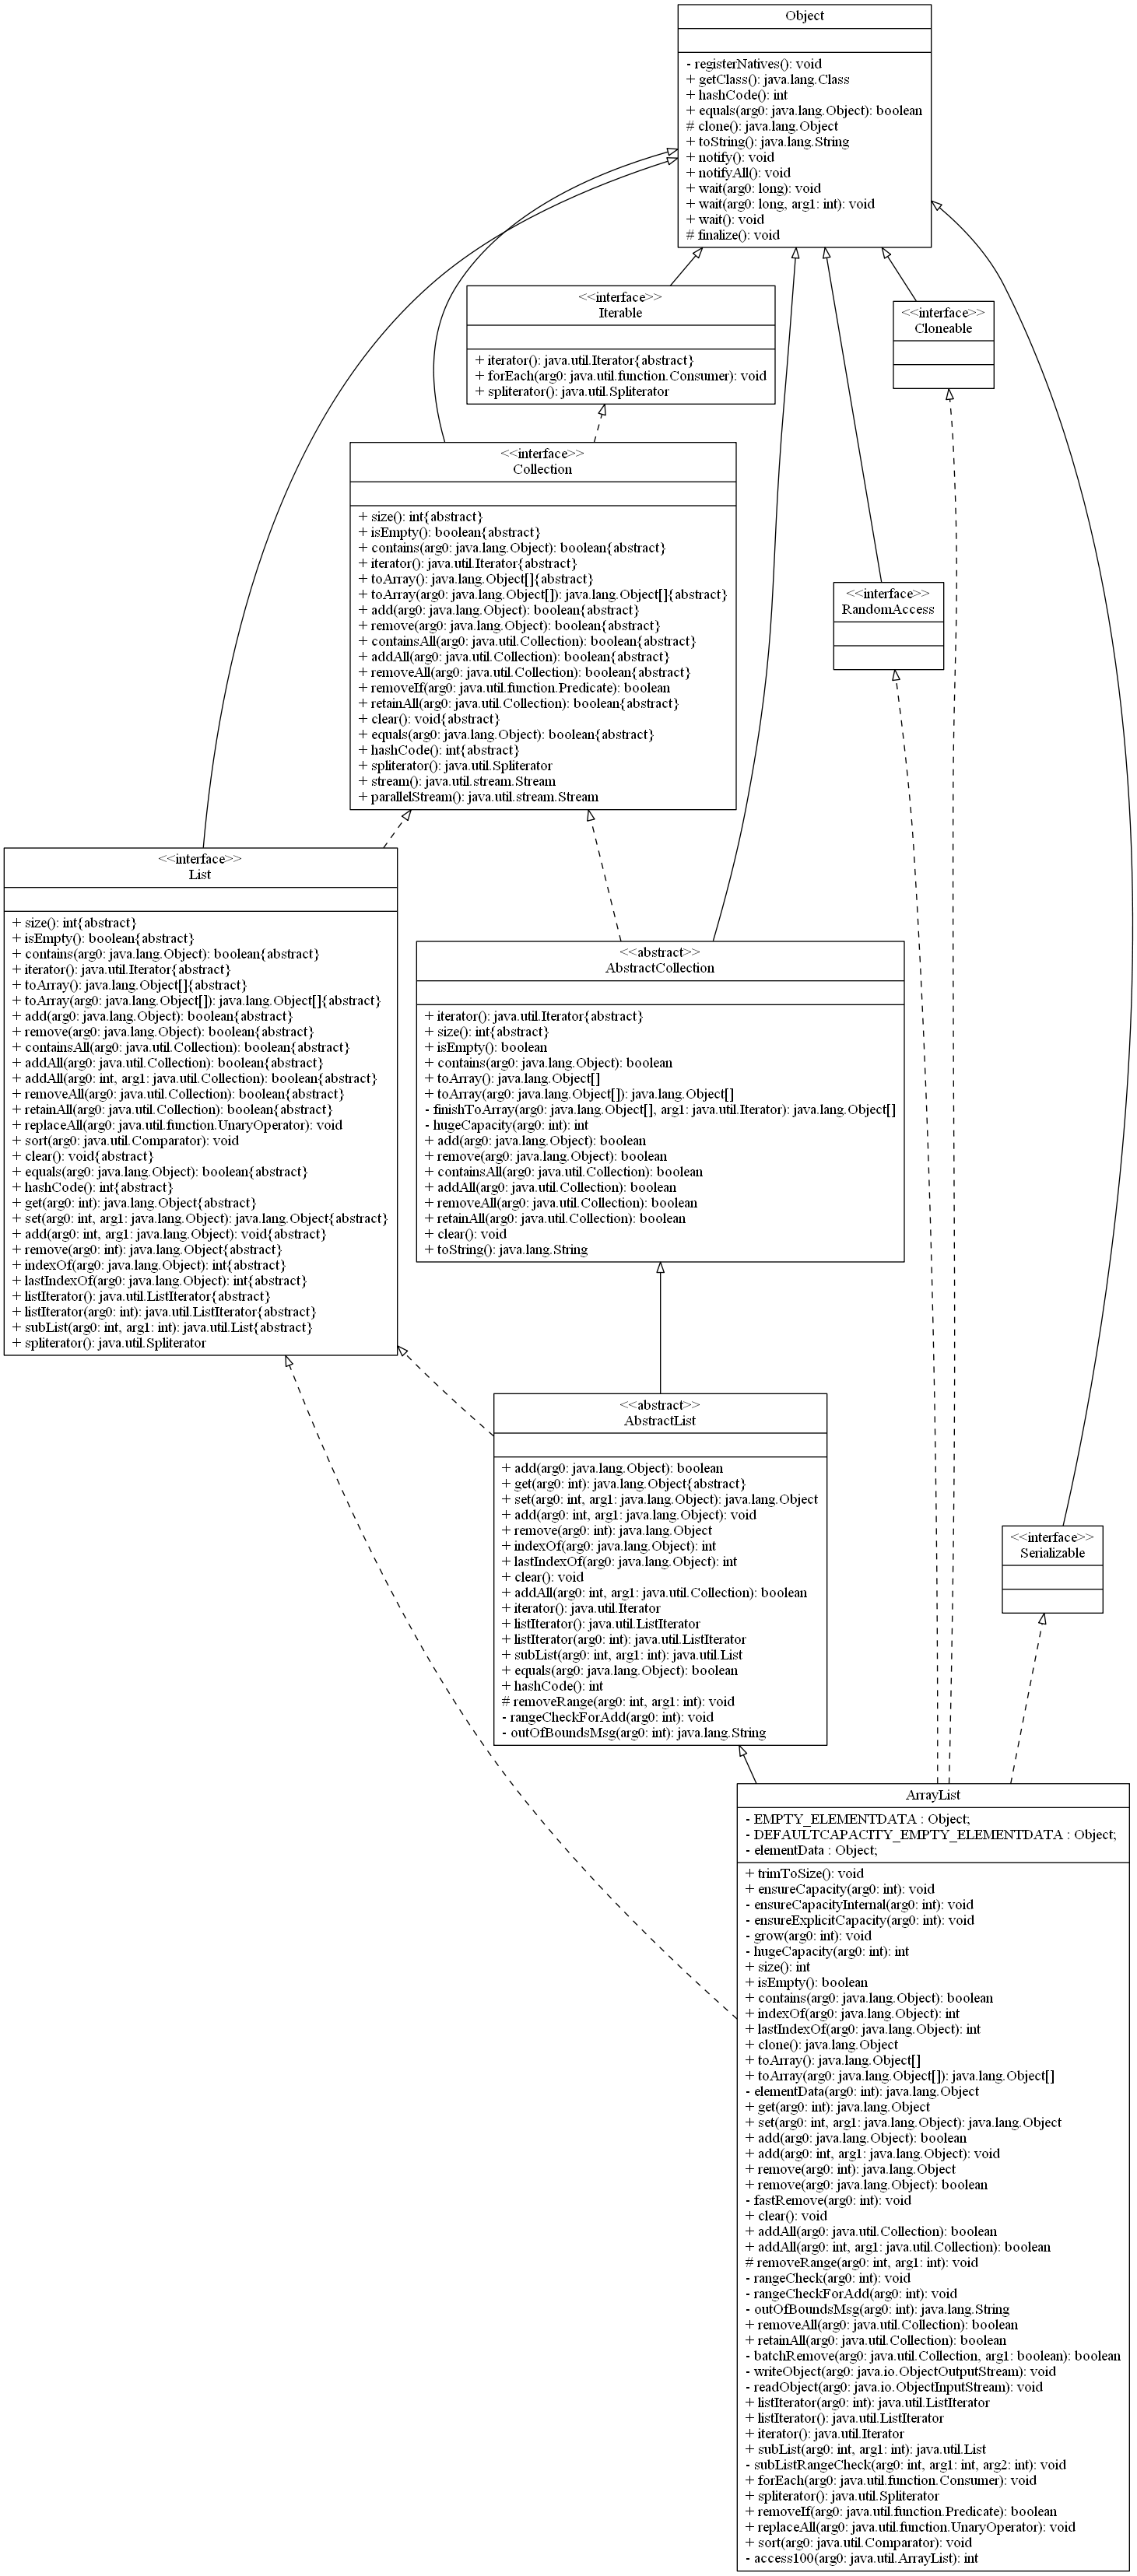 Object
- registerNatives(): void
+ getClass(): java.lang.Class
+ hashCode(): int
+ equals(arg0: java.lang.Object): boolean
# clone(): java.lang.Object
+ toString(): java.lang.String
+ notify(): void
+ notifyAll(): void
+ wait(arg0: long): void
+ wait(arg0: long, arg1: int): void
+ wait(): void
# finalize(): void
<<interface>>
Iterable
+ iterator(): java.util.Iterator{abstract}
+ forEach(arg0: java.util.function.Consumer): void
+ spliterator(): java.util.Spliterator
<<interface>>
Cloneable
<<interface>>
Collection
+ size(): int{abstract}
+ isEmpty(): boolean{abstract}
+ contains(arg0: java.lang.Object): boolean{abstract}
+ iterator(): java.util.Iterator{abstract}
+ toArray(): java.lang.Object[]{abstract}
+ toArray(arg0: java.lang.Object[]): java.lang.Object[]{abstract}
+ add(arg0: java.lang.Object): boolean{abstract}
+ remove(arg0: java.lang.Object): boolean{abstract}
+ containsAll(arg0: java.util.Collection): boolean{abstract}
+ addAll(arg0: java.util.Collection): boolean{abstract}
+ removeAll(arg0: java.util.Collection): boolean{abstract}
+ removeIf(arg0: java.util.function.Predicate): boolean
+ retainAll(arg0: java.util.Collection): boolean{abstract}
+ clear(): void{abstract}
+ equals(arg0: java.lang.Object): boolean{abstract}
+ hashCode(): int{abstract}
+ spliterator(): java.util.Spliterator
+ stream(): java.util.stream.Stream
+ parallelStream(): java.util.stream.Stream
<<interface>>
RandomAccess
<<interface>>
List
+ size(): int{abstract}
+ isEmpty(): boolean{abstract}
+ contains(arg0: java.lang.Object): boolean{abstract}
+ iterator(): java.util.Iterator{abstract}
+ toArray(): java.lang.Object[]{abstract}
+ toArray(arg0: java.lang.Object[]): java.lang.Object[]{abstract}
+ add(arg0: java.lang.Object): boolean{abstract}
+ remove(arg0: java.lang.Object): boolean{abstract}
+ containsAll(arg0: java.util.Collection): boolean{abstract}
+ addAll(arg0: java.util.Collection): boolean{abstract}
+ addAll(arg0: int, arg1: java.util.Collection): boolean{abstract}
+ removeAll(arg0: java.util.Collection): boolean{abstract}
+ retainAll(arg0: java.util.Collection): boolean{abstract}
+ replaceAll(arg0: java.util.function.UnaryOperator): void
+ sort(arg0: java.util.Comparator): void
+ clear(): void{abstract}
+ equals(arg0: java.lang.Object): boolean{abstract}
+ hashCode(): int{abstract}
+ get(arg0: int): java.lang.Object{abstract}
+ set(arg0: int, arg1: java.lang.Object): java.lang.Object{abstract}
+ add(arg0: int, arg1: java.lang.Object): void{abstract}
+ remove(arg0: int): java.lang.Object{abstract}
+ indexOf(arg0: java.lang.Object): int{abstract}
+ lastIndexOf(arg0: java.lang.Object): int{abstract}
+ listIterator(): java.util.ListIterator{abstract}
+ listIterator(arg0: int): java.util.ListIterator{abstract}
+ subList(arg0: int, arg1: int): java.util.List{abstract}
+ spliterator(): java.util.Spliterator
<<abstract>>
AbstractCollection
+ iterator(): java.util.Iterator{abstract}
+ size(): int{abstract}
+ isEmpty(): boolean
+ contains(arg0: java.lang.Object): boolean
+ toArray(): java.lang.Object[]
+ toArray(arg0: java.lang.Object[]): java.lang.Object[]
- finishToArray(arg0: java.lang.Object[], arg1: java.util.Iterator): java.lang.Object[]
- hugeCapacity(arg0: int): int
+ add(arg0: java.lang.Object): boolean
+ remove(arg0: java.lang.Object): boolean
+ containsAll(arg0: java.util.Collection): boolean
+ addAll(arg0: java.util.Collection): boolean
+ removeAll(arg0: java.util.Collection): boolean
+ retainAll(arg0: java.util.Collection): boolean
+ clear(): void
+ toString(): java.lang.String
<<abstract>>
AbstractList
+ add(arg0: java.lang.Object): boolean
+ get(arg0: int): java.lang.Object{abstract}
+ set(arg0: int, arg1: java.lang.Object): java.lang.Object
+ add(arg0: int, arg1: java.lang.Object): void
+ remove(arg0: int): java.lang.Object
+ indexOf(arg0: java.lang.Object): int
+ lastIndexOf(arg0: java.lang.Object): int
+ clear(): void
+ addAll(arg0: int, arg1: java.util.Collection): boolean
+ iterator(): java.util.Iterator
+ listIterator(): java.util.ListIterator
+ listIterator(arg0: int): java.util.ListIterator
+ subList(arg0: int, arg1: int): java.util.List
+ equals(arg0: java.lang.Object): boolean
+ hashCode(): int
# removeRange(arg0: int, arg1: int): void
- rangeCheckForAdd(arg0: int): void
- outOfBoundsMsg(arg0: int): java.lang.String
<<interface>>
Serializable
ArrayList
- EMPTY_ELEMENTDATA : Object;
- DEFAULTCAPACITY_EMPTY_ELEMENTDATA : Object;
- elementData : Object;
+ trimToSize(): void
+ ensureCapacity(arg0: int): void
- ensureCapacityInternal(arg0: int): void
- ensureExplicitCapacity(arg0: int): void
- grow(arg0: int): void
- hugeCapacity(arg0: int): int
+ size(): int
+ isEmpty(): boolean
+ contains(arg0: java.lang.Object): boolean
+ indexOf(arg0: java.lang.Object): int
+ lastIndexOf(arg0: java.lang.Object): int
+ clone(): java.lang.Object
+ toArray(): java.lang.Object[]
+ toArray(arg0: java.lang.Object[]): java.lang.Object[]
- elementData(arg0: int): java.lang.Object
+ get(arg0: int): java.lang.Object
+ set(arg0: int, arg1: java.lang.Object): java.lang.Object
+ add(arg0: java.lang.Object): boolean
+ add(arg0: int, arg1: java.lang.Object): void
+ remove(arg0: int): java.lang.Object
+ remove(arg0: java.lang.Object): boolean
- fastRemove(arg0: int): void
+ clear(): void
+ addAll(arg0: java.util.Collection): boolean
+ addAll(arg0: int, arg1: java.util.Collection): boolean
# removeRange(arg0: int, arg1: int): void
- rangeCheck(arg0: int): void
- rangeCheckForAdd(arg0: int): void
- outOfBoundsMsg(arg0: int): java.lang.String
+ removeAll(arg0: java.util.Collection): boolean
+ retainAll(arg0: java.util.Collection): boolean
- batchRemove(arg0: java.util.Collection, arg1: boolean): boolean
- writeObject(arg0: java.io.ObjectOutputStream): void
- readObject(arg0: java.io.ObjectInputStream): void
+ listIterator(arg0: int): java.util.ListIterator
+ listIterator(): java.util.ListIterator
+ iterator(): java.util.Iterator
+ subList(arg0: int, arg1: int): java.util.List
- subListRangeCheck(arg0: int, arg1: int, arg2: int): void
+ forEach(arg0: java.util.function.Consumer): void
+ spliterator(): java.util.Spliterator
+ removeIf(arg0: java.util.function.Predicate): boolean
+ replaceAll(arg0: java.util.function.UnaryOperator): void
+ sort(arg0: java.util.Comparator): void
- access100(arg0: java.util.ArrayList): int